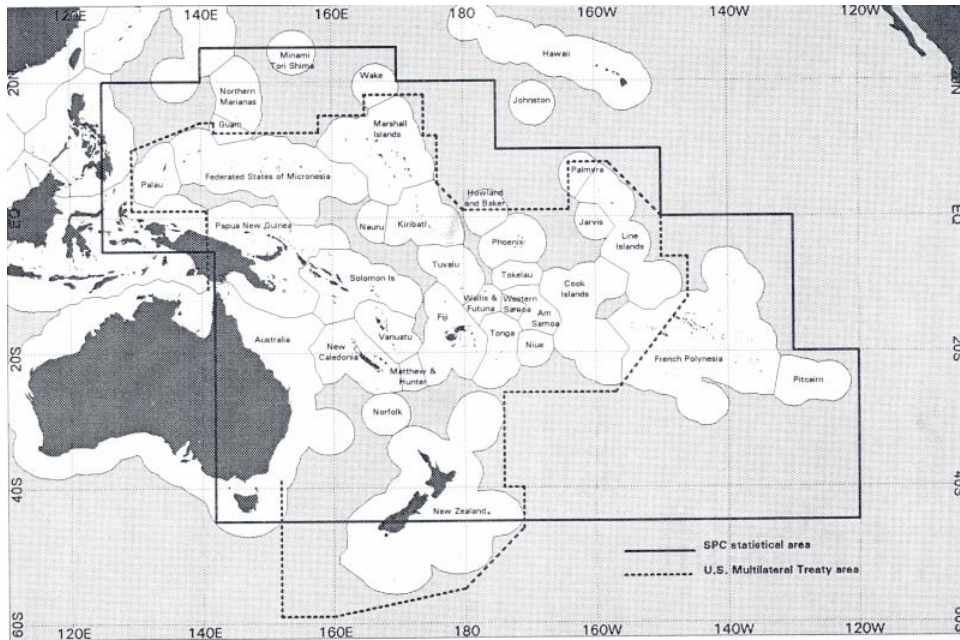 120E 140E 160E 180 160W 140W 120W
Minami
Tori Shima
Hawaii
Wake
20N
Northern
Marianas
Johnston
Guam
Marshall
Islands
Palmyra
Palau
Federated States of Micronesia
Howland
and Baker
EQ
EQ
Papua New Guinea
Nauru
Kiribati
Jarvis
Line
Islands
Phoenix
Tuvalu
Solomon Is
Tokelau
Cook
Islands
Wallis &
Futuna
Western
Samoa
Am
Samoa
Fiji
Vanuatu
Australia
New
Caledonia
Tonga
Niue
20S
20S
French Polynesia
Matthew &
Hunter
Pitcairn
Norfolk
40S
40S
New Zealand
SPC statistical area
U.S. Multilateral Treaty area
60S
120E 140E 160E 180 160W 140W 120W